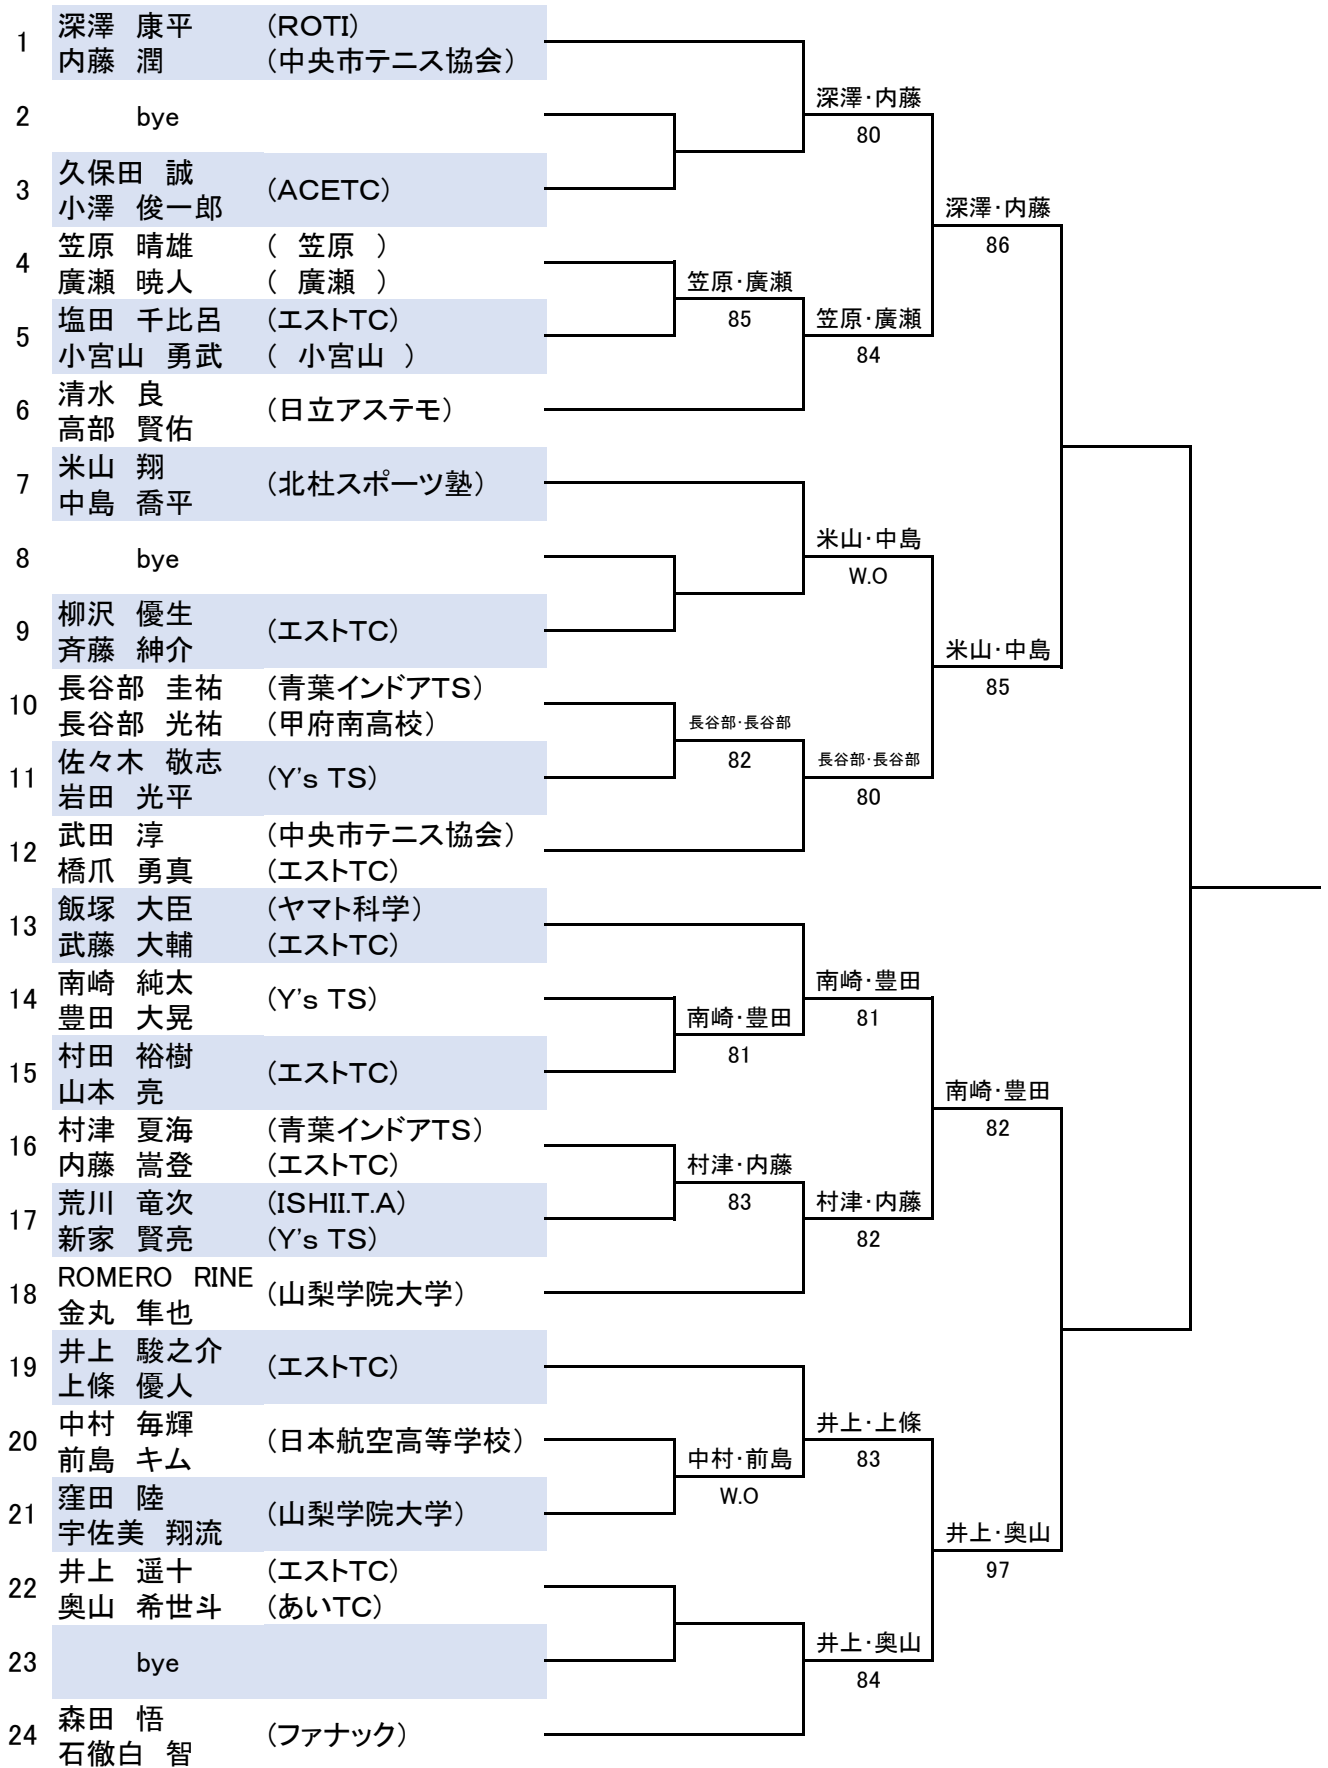 1 深澤 康平 (ROTI)
内藤 潤 (中央市テニス協会)
2 bye
3 久保田 誠 (ACETC)
小澤 俊一郎
4 笠原 晴雄 ( 笠原 )
廣瀬 暁人 ( 廣瀬 )
5 塩田 千比呂 (エストTC)
小宮山 勇武 ( 小宮山 )
6 清水 良 (日立アステモ)
高部 賢佑
7 米山 翔 (北杜スポーツ塾)
中島 喬平
8 bye
9 柳沢 優生 (エストTC)
斉藤 紳介
10 長谷部 圭祐 (青葉インドアTS)
長谷部 光祐 (甲府南高校)
11 佐々木 敬志 (Y's TS)
岩田 光平
12 武田 淳 (中央市テニス協会)
橋爪 勇真 (エストTC)
13 飯塚 大臣 (ヤマト科学)
武藤 大輔 (エストTC)
14 南崎 純太 (Y's TS)
豊田 大晃
15 村田 裕樹 (エストTC)
山本 亮
16 村津 夏海 (青葉インドアTS)
内藤 嵩登 (エストTC)
17 荒川 竜次 (ISHII.T.A)
新家 賢亮 (Y's TS)
18 ROMERO RINE (山梨学院大学)
金丸 隼也
19 井上 駿之介 (エストTC)
上條 優人
20 中村 毎輝 (日本航空高等学校)
前島 キム
21 窪田 陸 (山梨学院大学)
宇佐美 翔流
22 井上 遥十 (エストTC)
奥山 希世斗 (あいTC)
23 bye
24 森田 悟 (ファナック)
石徹白 智
笠原・廣瀬
85
長谷部・長谷部
82
南崎・豊田
81
村津・内藤
83
中村・前島
W.O
深澤・内藤
80
笠原・廣瀬
84
米山・中島
W.O
長谷部・長谷部
80
南崎・豊田
81
村津・内藤
82
井上・上條
83
井上・奥山
84
深澤・内藤
86
米山・中島
85
南崎・豊田
82
井上・奥山
97